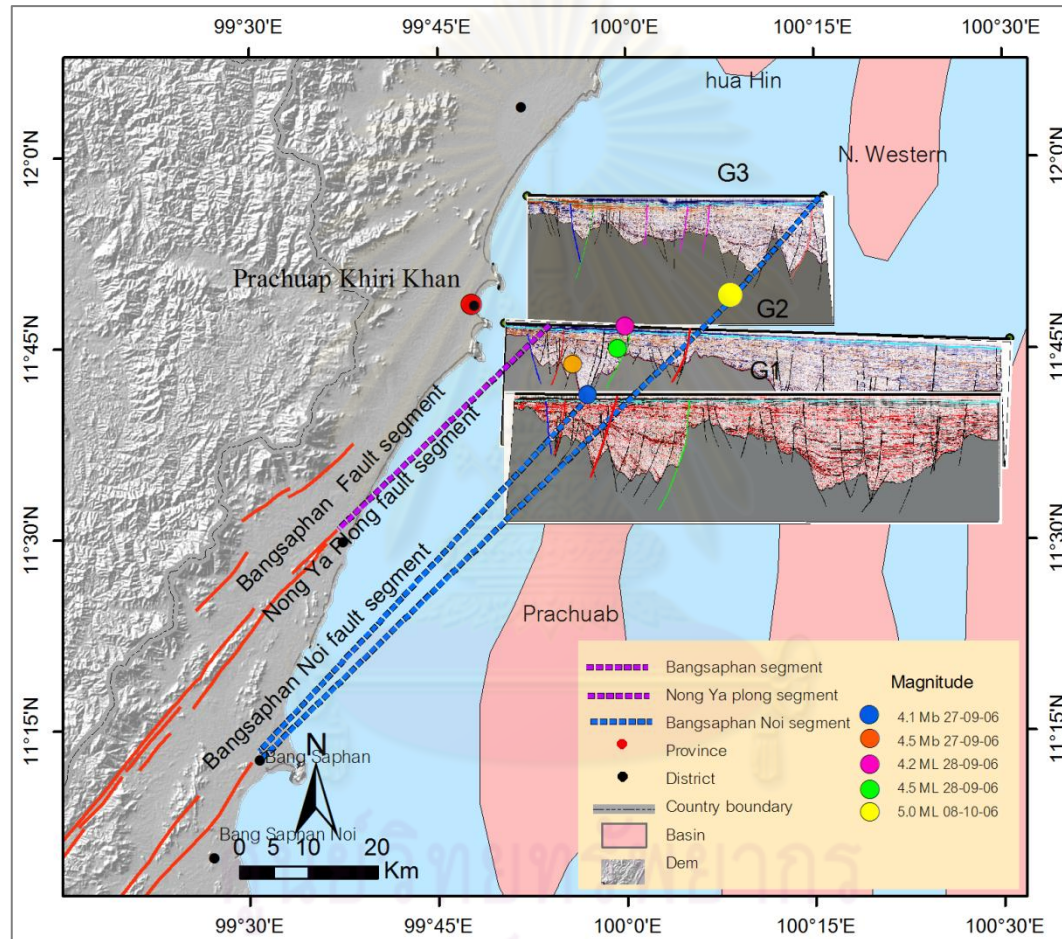 99°30'E 99°45'E 100°0'E 100°15'E 100°30'E
hua Hin
12°0'N 12°0'N
N. Western
G3
Prachuap Khiri Khan
G2
11°45'N 11°45'N
G1
Bangsaphan Fault segment
Nong Ya Plong fault segment
11°30'N 11°30'N
Bangsaphan Noi fault segment
Prachuab
Bangsaphan segment
Nong Ya plong segment
Bangsaphan Noi segment
Province
District
Country boundary
Basin
Dem
Magnitude
4.1 Mb 27-09-06
4.5 Mb 27-09-06
4.2 ML 28-09-06
4.5 ML 28-09-06
5.0 ML 08-10-06
11°15'N 11°15'N
N
Bang Saphan
Bang Sapnan Noi
0 5 10 20
Km
99°30'E 99°45'E 100°0'E 100°15'E 100°30'E